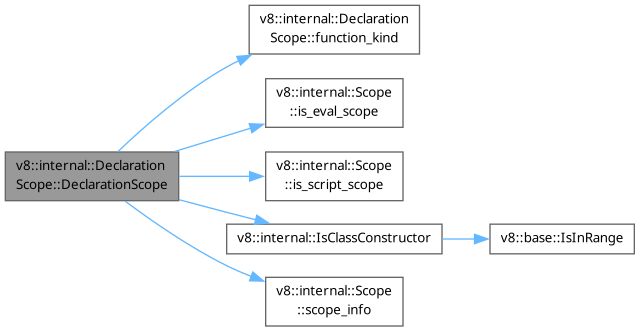 v8::internal::Declaration
Scope::function_kind
v8::internal::Scope
::is_eval_scope
v8::internal::Declaration
Scope::DeclarationScope
v8::internal::Scope
::is_script_scope
v8::internal::IsClassConstructor
v8::base::IsInRange
v8::internal::Scope
::scope_info